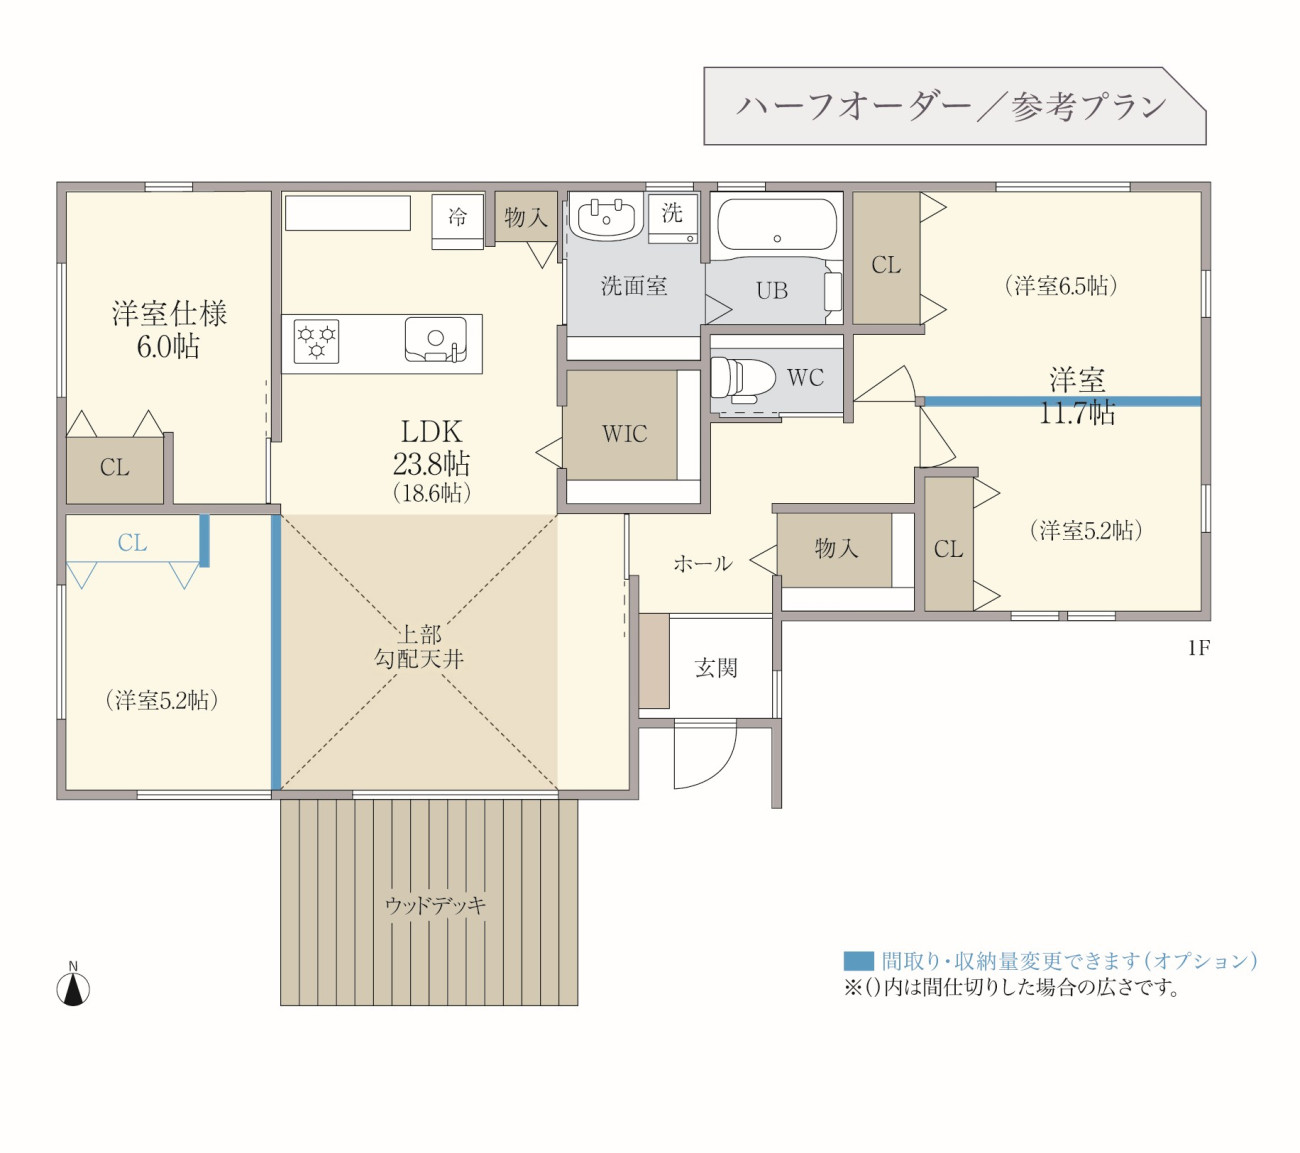 ハーフオーダー／参考プラン
冷
物入
洗
洗面室
UB
CL
(洋室6.5帖)
洋室仕様
6.0帖
WC
洋室
11.7帖
LDK
23.8帖
(18.6帖)
WIC
CL
CL
ホール
物入
CL
(洋室5.2帖)
上部
勾配天井
玄関
1F
(洋室5.2帖)
ウッドデッキ
N
間取り・収納量変更できます(オプション)
※()内は間仕切りした場合の広さです。